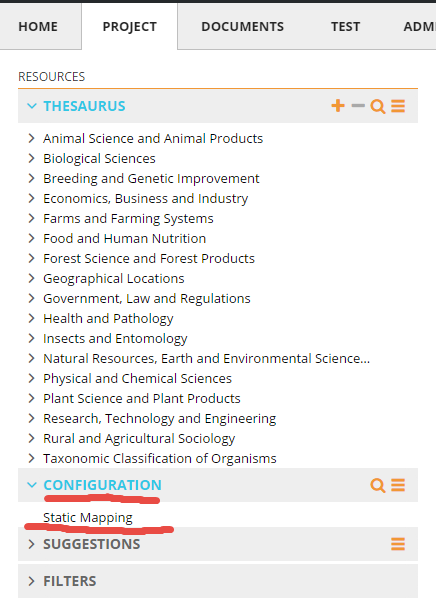 HOME PROJECT DOCUMENTS TEST ADMI
RESOURCES
THESAURUS
Animal Science and Animal Products
Biological Sciences
Breeding and Genetic Improvement
Economics, Business and Industry
Farms and Farming Systems
Food and Human Nutrition
Forest Science and Forest Products
Geographical Locations
Government, Law and Regulations
Health and Pathology
Insects and Entomology
Natural Resources, Earth and Environmental Science...
Physical and Chemical Sciences
Plant Science and Plant Products
Research, Technology and Engineering
Rural and Agricultural Sociology
Taxonomic Classification of Organisms
CONFIGURATION
Static Mapping
SUGGESTIONS
FILTERS